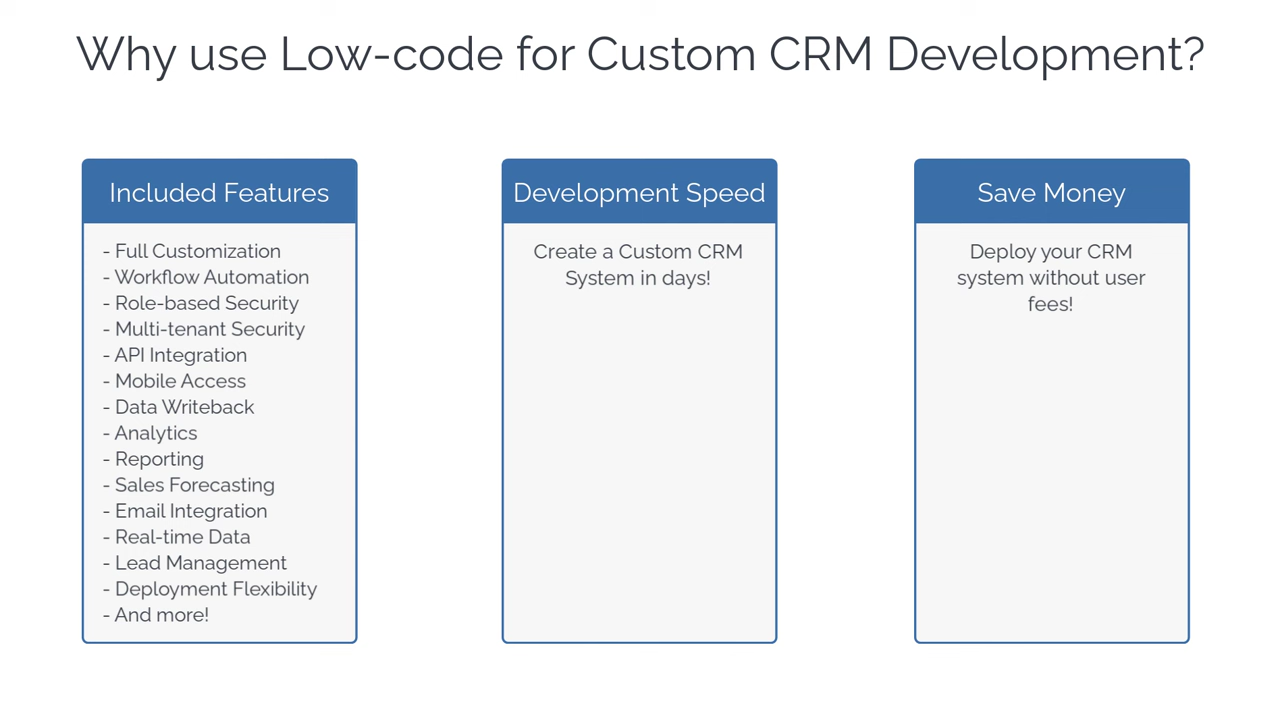 Why use Low-code for Custom CRM Development?
Included Features
- Full Customization
- Workflow Automation
- Role-based Security
- Multi-tenant Security
- API Integration
- Mobile Access
- Data Writeback
- Analytics
- Reporting
- Sales Forecasting
- Email Integration
- Real-time Data
- Lead Management
- Deployment Flexibility
- And more!
Development Speed
Create a Custom CRM
System in days!
Save Money
Deploy your CRM
system without user
fees!